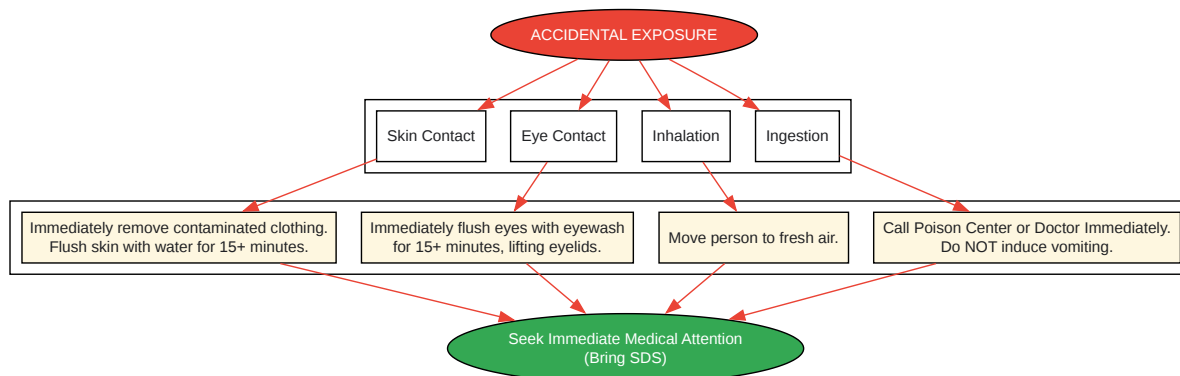 ACCIDENTAL EXPOSURE
Skin Contact
Eye Contact
Inhalation
Ingestion
Immediately remove contaminated clothing.
Flush skin with water for 15+ minutes.
Immediately flush eyes with eyewash
for 15+ minutes, lifting eyelids.
Move person to fresh air.
Call Poison Center or Doctor Immediately.
Do NOT induce vomiting.
Seek Immediate Medical Attention
(Bring SDS)